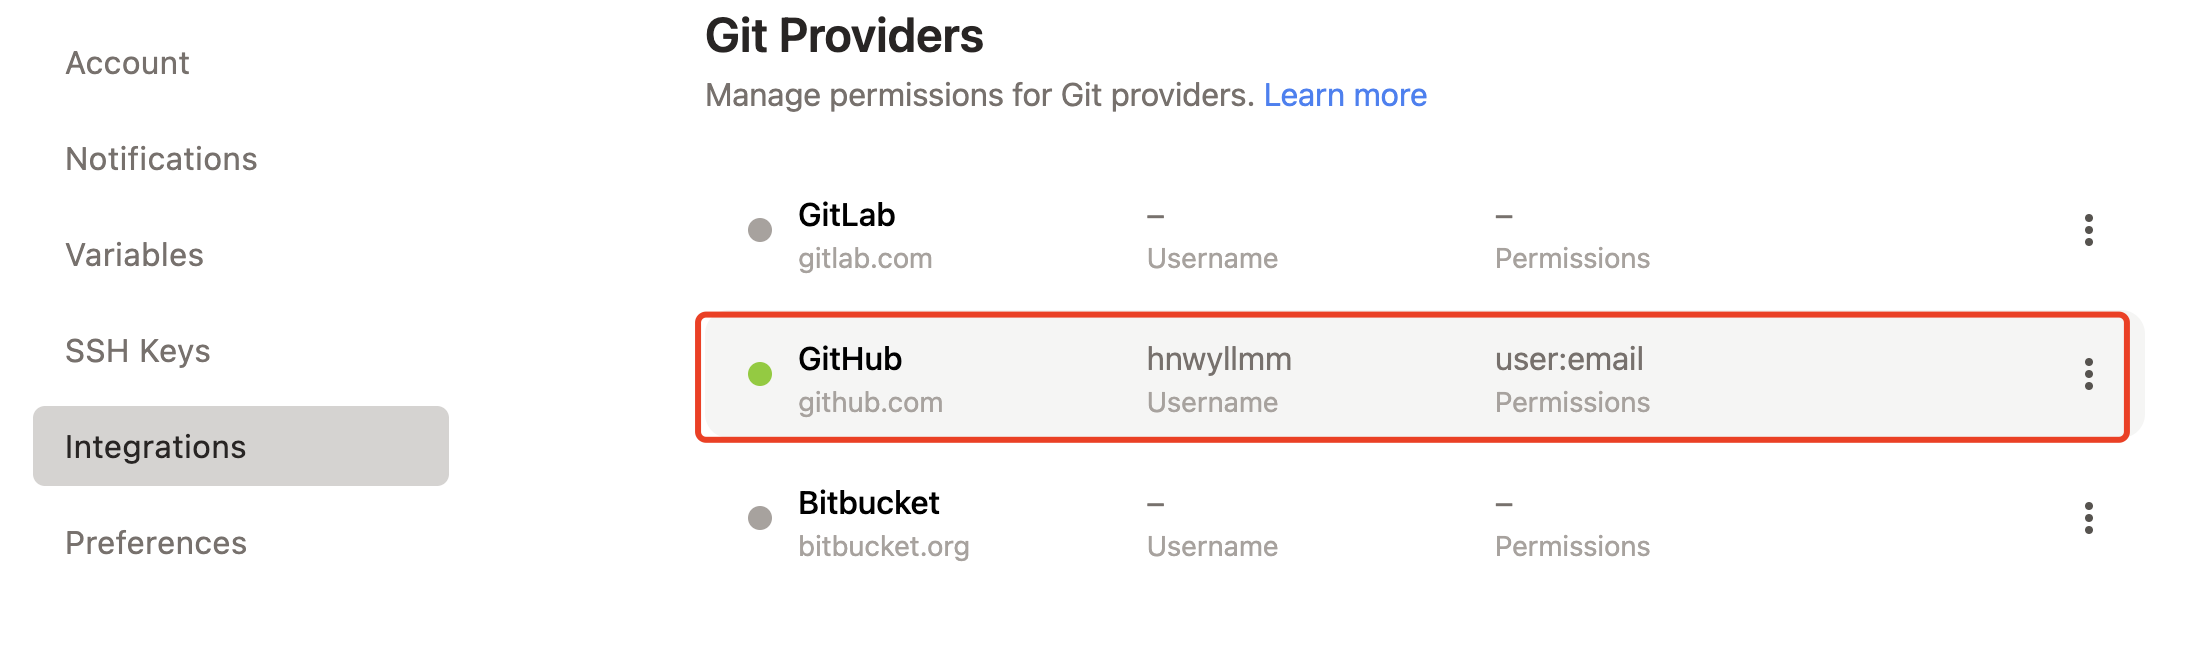 Account
Notifications
Variables
SSH Keys
Integrations
Preferences
Git Providers
Manage permissions for Git providers. Learn more
GitLab – –
gitlab.com Username Permissions
GitHub hnwyllmm user:email
github.com Username Permissions
Bitbucket – –
bitbucket.org Username Permissions